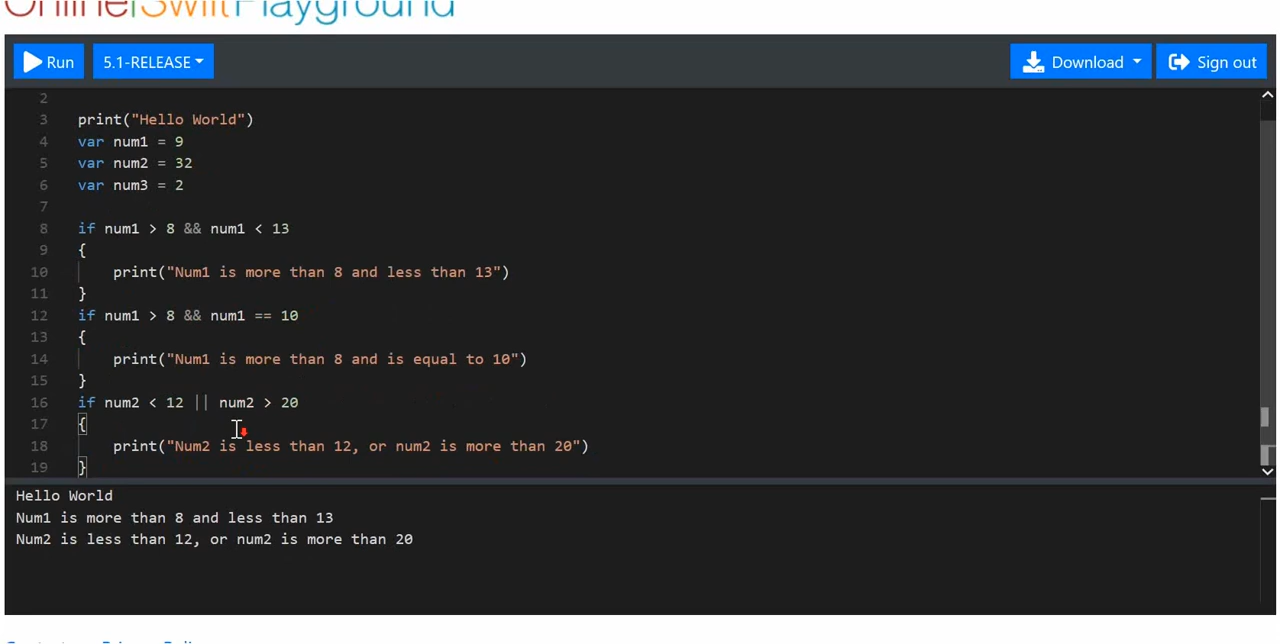 Online Swift Playground
Run 5.1-RELEASE Download Sign out
2
3 print("Hello World")
4 var num1 = 9
5 var num2 = 32
6 var num3 = 2
7
8 if num1 > 8 && num1 < 13
9 {
10 print("Num1 is more than 8 and less than 13")
11 }
12 if num1 > 8 && num1 == 10
13 {
14 print("Num1 is more than 8 and is equal to 10")
15 }
16 if num2 < 12 || num2 > 20
17 {
18 print("Num2 is less than 12, or num2 is more than 20")
19 }
Hello World
Num1 is more than 8 and less than 13
Num2 is less than 12, or num2 is more than 20